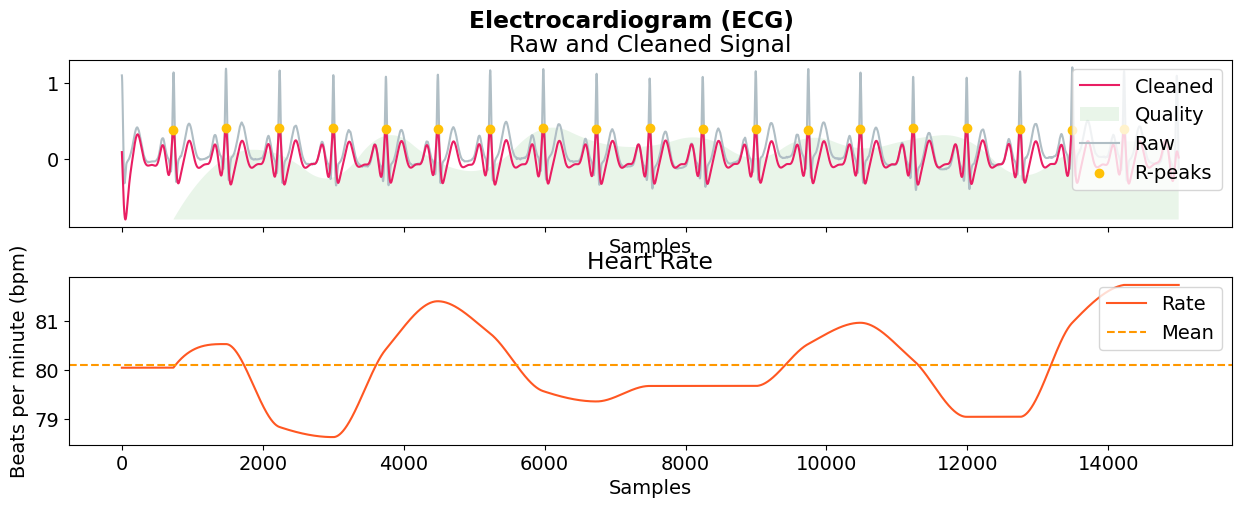 Electrocardiogram (ECG)
Raw and Cleaned Signal
1
0
Cleaned
Quality
Raw
R-peaks
Samples
Heart Rate
Beats per minute (bpm)
81
80
79
Rate
Mean
0 2000 4000 6000 8000 10000 12000 14000
Samples